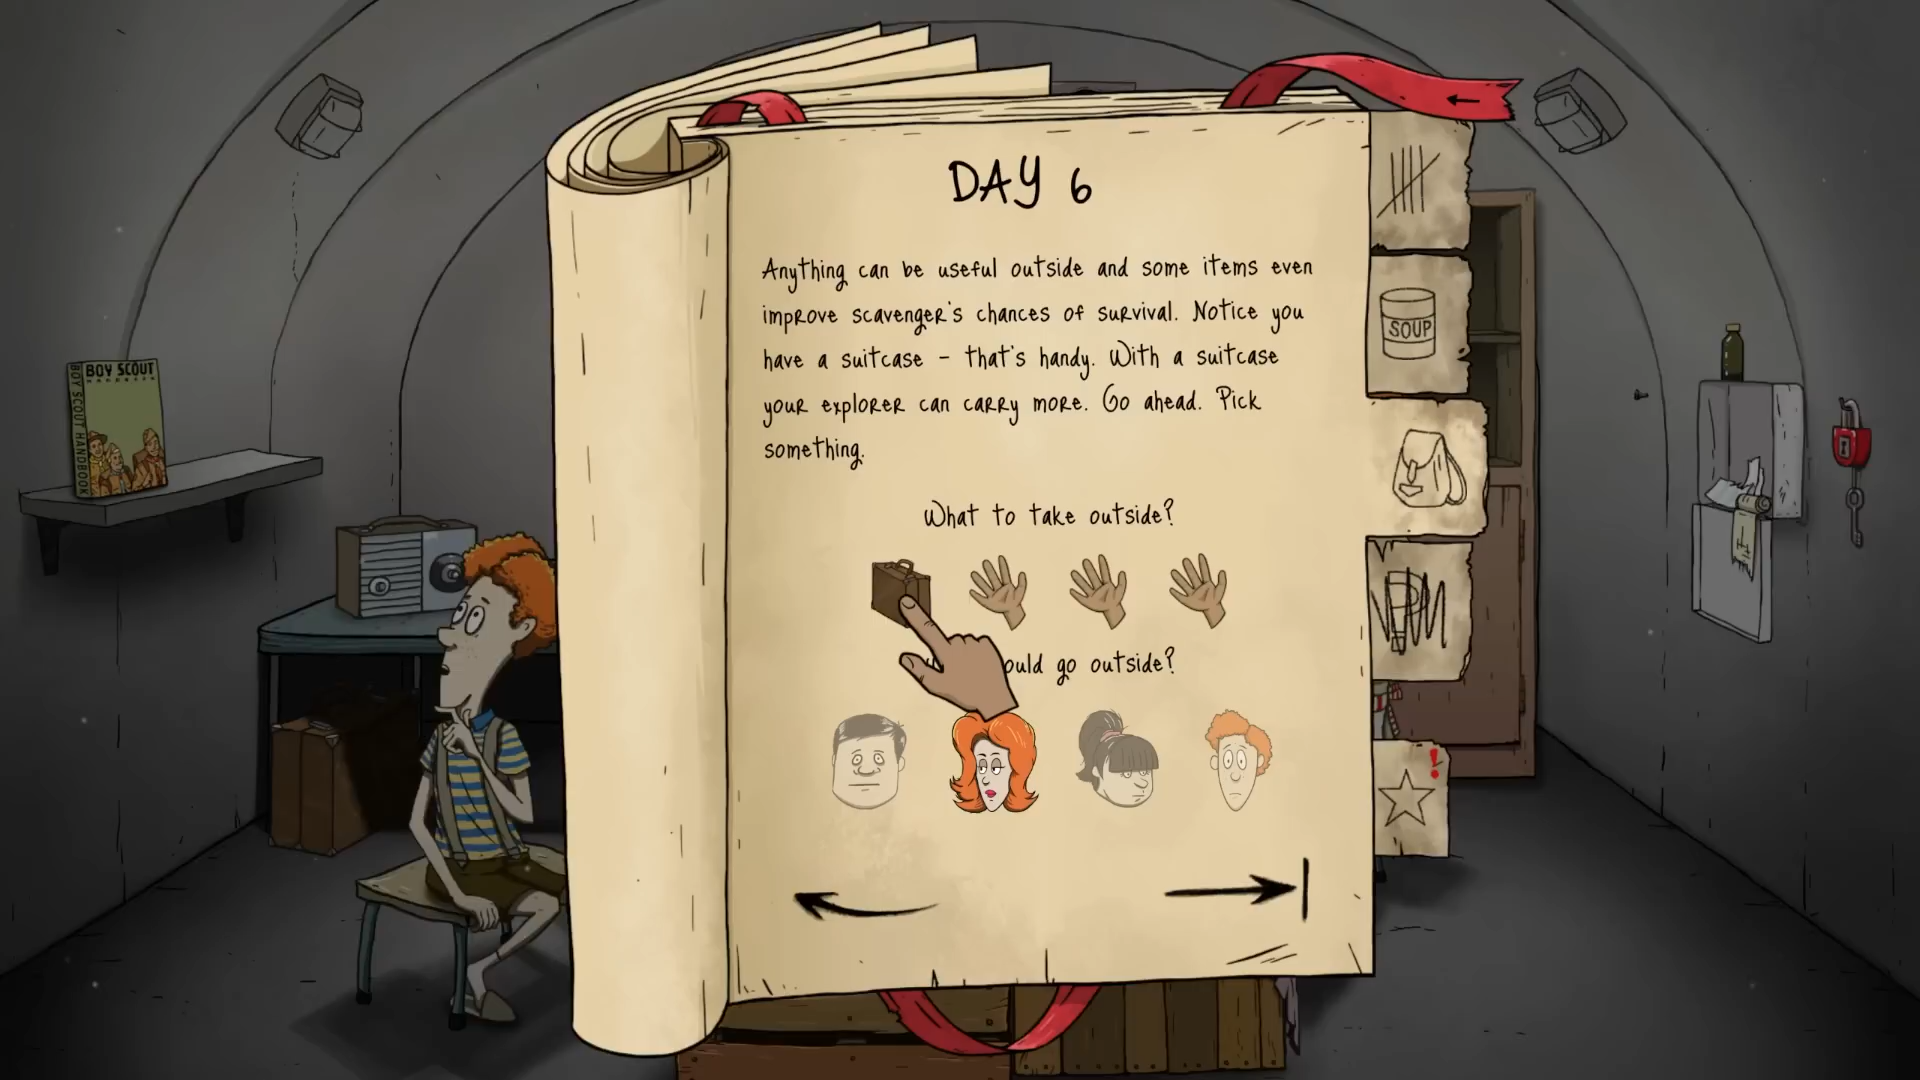 DAY 6
Anything can be useful outside and some items even
improve scavenger's chances of survival. Notice you
have a suitcase - that's handy. With a suitcase
your explorer can carry more. Go ahead. Pick
something.
What to take outside?
ould go outside?
SOUP
BOY SCOUT
HANDBOOK
BOY SCOUT HANDBOOK
!